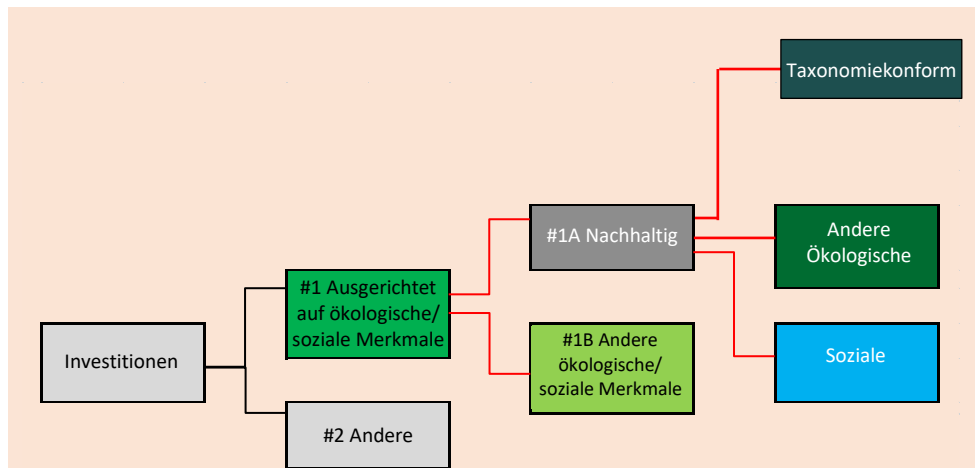 Investitionen
#1 Ausgerichtet
auf ökologische/
soziale Merkmale
#2 Andere
#1A Nachhaltig
#1B Andere
ökologische/
soziale Merkmale
Taxonomiekonform
Andere
Ökologische
Soziale